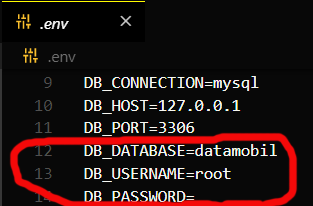 .env
.env
9 DB_CONNECTION=mysql
10 DB_HOST=127.0.0.1
11 DB_PORT=3306
12 DB_DATABASE=datamobil
13 DB_USERNAME=root
14 DB_PASSWORD=